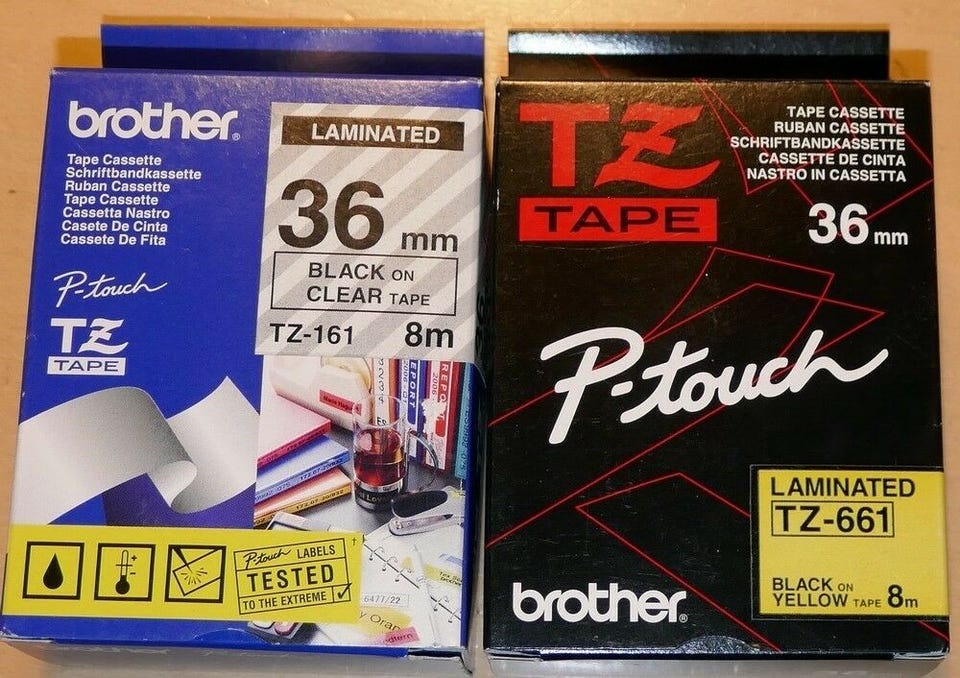 brother®
Tape Cassette
Schriftbandkassette
Ruban Cassette
Tape Cassette
Cassetta Nastro
Casete De Cinta
Cassete De Fita
P-touch
TZ
TAPE
LAMINATED
36 mm
BLACK ON
CLEAR TAPE
TZ-161 8m
REPORT
REPORT
P-touch LABELS†
TESTED
TO THE EXTREME
TZ
TAPE
TAPE CASSETTE
RUBAN CASSETTE
SCHRIFTBANDKASSETTE
CASSETTE DE CINTA
NASTRO IN CASSETTA
36 mm
P-touch
LAMINATED
TZ-661
BLACK ON
YELLOW TAPE 8m
brother®